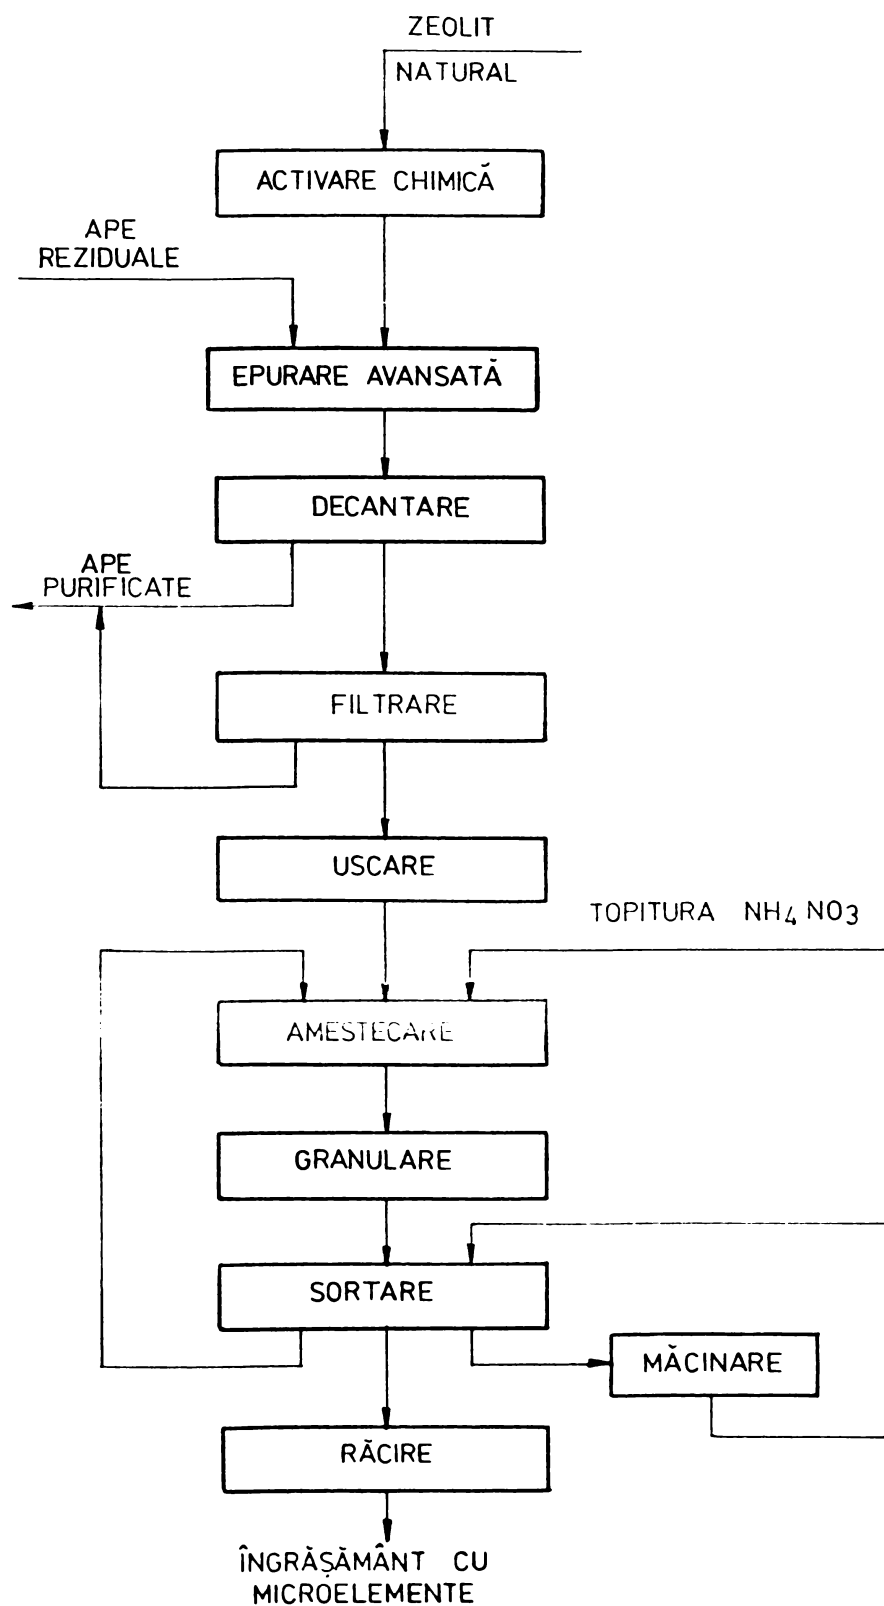 ZEOLIT
NATURAL
ACTIVARE CHIMICĂ
APE
REZIDUALE
EPURARE AVANSATĂ
DECANTARE
APE
PURIFICATE
FILTRARE
USCARE
TOPITURA NH4 NO3
AMESTECARE
GRANULARE
SORTARE
MĂCINARE
RĂCIRE
ÎNGRĂȘĂMÂNT CU
MICROELEMENTE